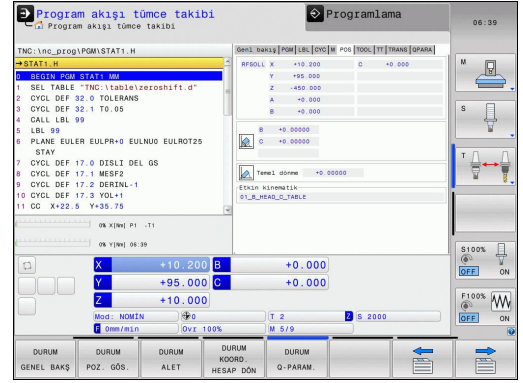 Program akışı tümce takibi
Program akışı tümce takibi
Programlama
06:39
TNC:\nc_prog\PGM\STAT1.H
→STAT1.H
0 BEGIN PGM STAT1 MM
1 SEL TABLE "TNC:\table\zeroshift.d"
2 CYCL DEF 32.0 TOLERANS
3 CYCL DEF 32.1 T0.05
4 CALL LBL 99
5 LBL 99
6 PLANE EULER EULPR+0 EULNU0 EULROT25
STAY
7 CYCL DEF 17.0 DISLI DEL GS
8 CYCL DEF 17.1 MESF2
9 CYCL DEF 17.2 DERINL-1
10 CYCL DEF 17.3 YOL+1
11 CC X+22.5 Y+35.75
Genl bakış PGM LBL CYC M POS TOOL TT TRANS QPARA
RFSOLL X +10.200 C +0.000
Y +95.000
Z -450.000
A +0.000
B +0.000
B +0.00000
C +0.00000
Temel dönme +0.00000
Etkin kinematik
01_B_HEAD_C_TABLE
0% X[Nm] P1 -T1
0% Y[Nm] 06:39
X +10.200 B +0.000
Y +95.000 C +0.000
Z +10.000
Mod: NOMİN 0 T 2 Z S 2000
F 0mm/min Ovr 100% M 5/9
M
S
T
S100%
OFF ON
F100%
OFF ON
DURUM
GENEL BAKŞ
DURUM
POZ. GÖS.
DURUM
ALET
DURUM
KOORD.
HESAP DÖN
DURUM
Q-PARAM.